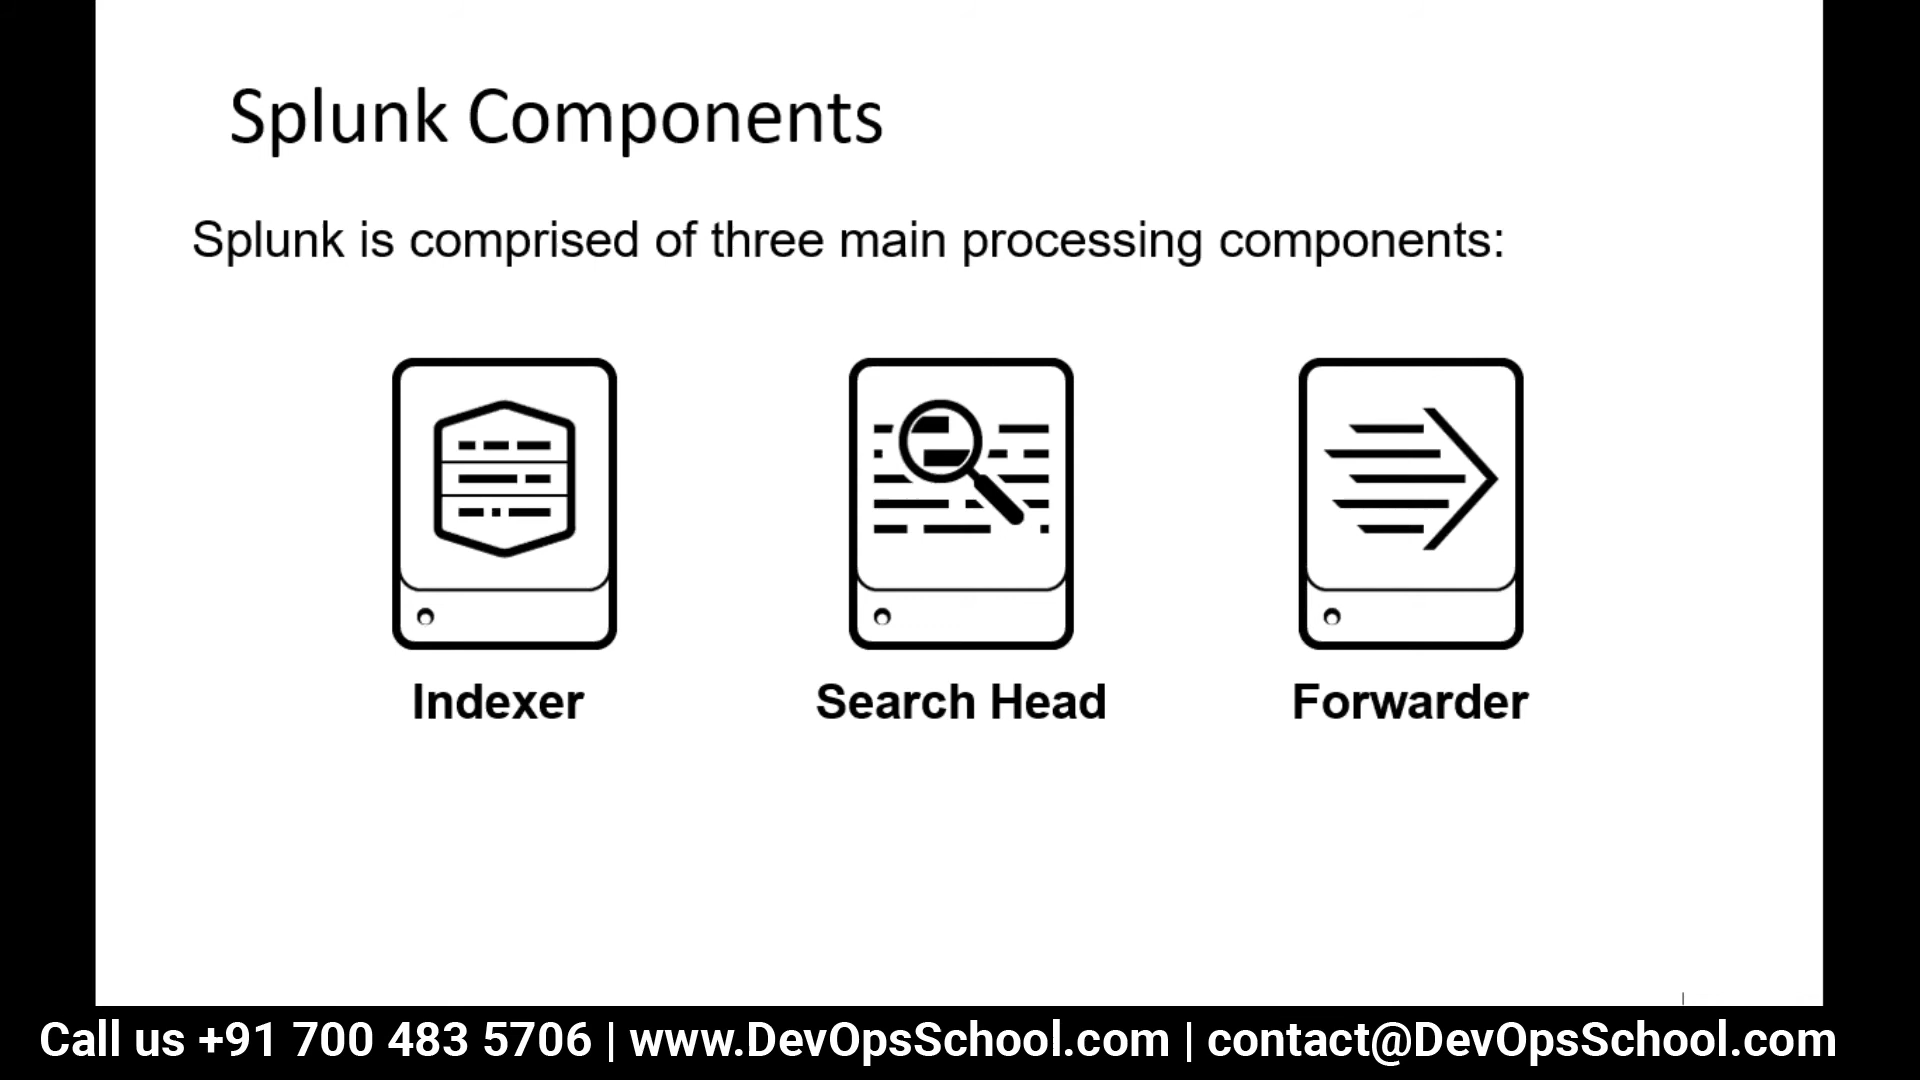 Splunk Components
Splunk is comprised of three main processing components:
Indexer
Search Head
Forwarder
Call us +91 700 483 5706 | www.DevOpsSchool.com | contact@DevOpsSchool.com